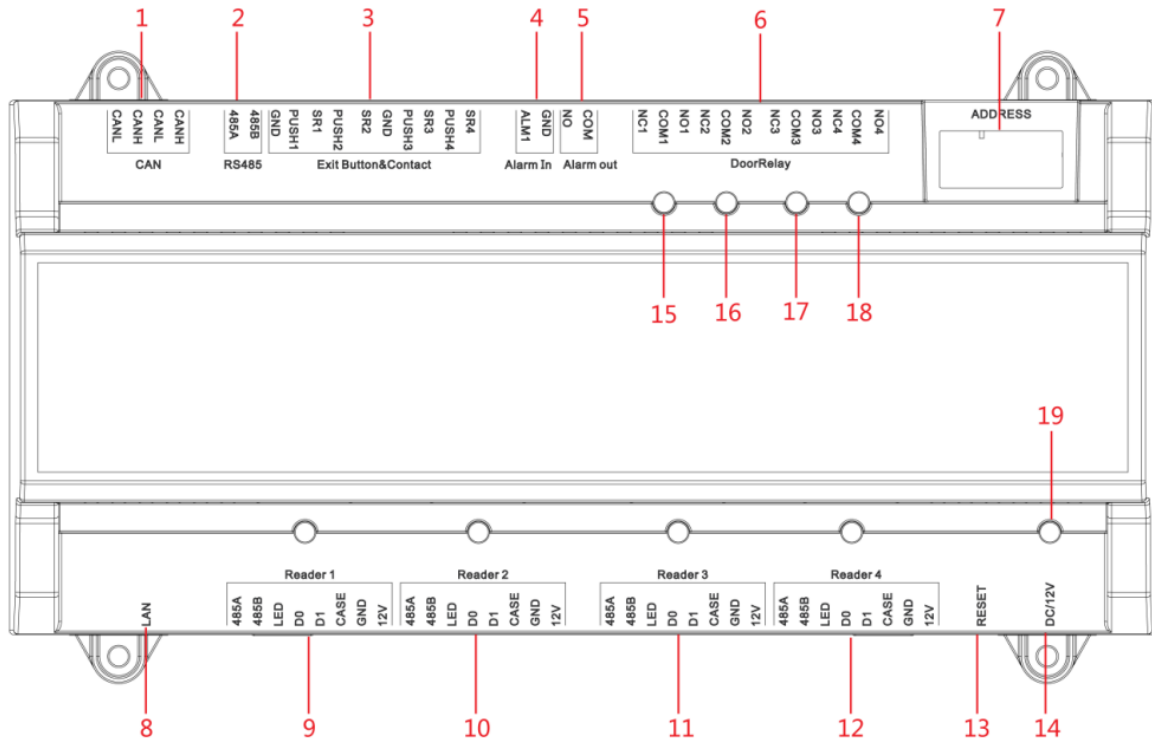 1 2 3 4 5 6 7
CANL CANH CANL CANH
485A 485B
GND PUSH1 SR1 PUSH2 SR2 GND PUSH3 SR3 PUSH4 SR4
ALM1 GND
NO COM
NC1 COM1 NO1 NC2 COM2 NO2 NC3 COM3 NO3 NC4 COM4 NO4
ADDRESS
CAN RS485 Exit Button&Contact Alarm In Alarm out DoorRelay
15 16 17 18
19
Reader 1 Reader 2 Reader 3 Reader 4
LAN
485A 485B LED D0 D1 CASE GND 12V
485A 485B LED D0 D1 CASE GND 12V
485A 485B LED D0 D1 CASE GND 12V
485A 485B LED D0 D1 CASE GND 12V
RESET
DC/12V
8 9 10 11 12 13 14